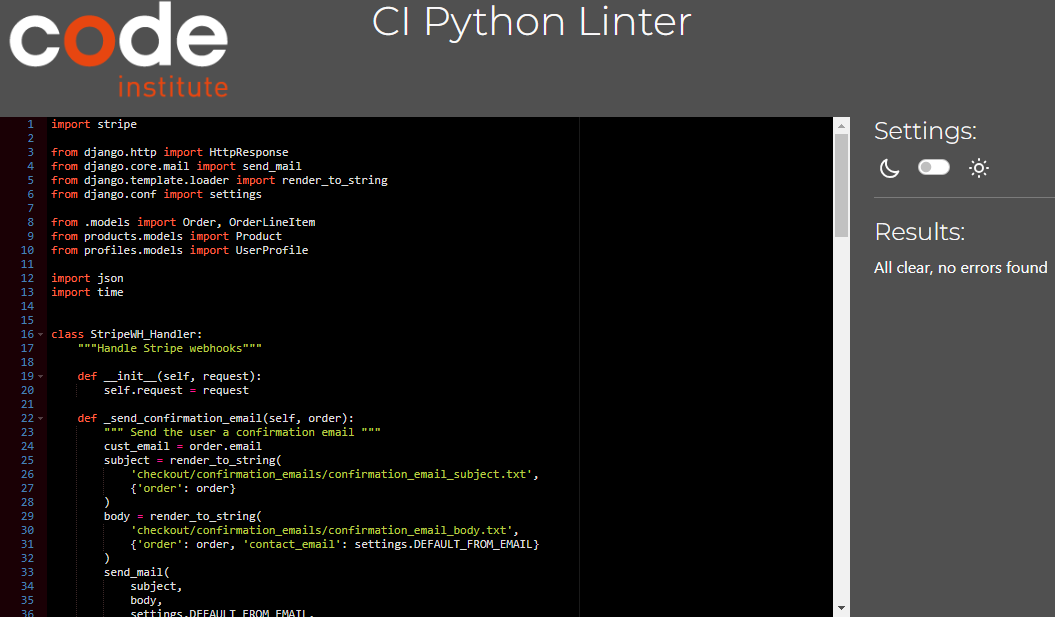 code
institute
CI Python Linter
1 import stripe
2
3 from django.http import HttpResponse
4 from django.core.mail import send_mail
5 from django.template.loader import render_to_string
6 from django.conf import settings
7
8 from .models import Order, OrderLineItem
9 from products.models import Product
10 from profiles.models import UserProfile
11
12 import json
13 import time
14
15
16 class StripeWH_Handler:
17     """Handle Stripe webhooks"""
18
19     def __init__(self, request):
20         self.request = request
21
22     def _send_confirmation_email(self, order):
23         """ Send the user a confirmation email """
24         cust_email = order.email
25         subject = render_to_string(
26             'checkout/confirmation_emails/confirmation_email_subject.txt',
27             {'order': order}
28         )
29         body = render_to_string(
30             'checkout/confirmation_emails/confirmation_email_body.txt',
31             {'order': order, 'contact_email': settings.DEFAULT_FROM_EMAIL}
32         )
33         send_mail(
34             subject,
35             body,
36             settings.DEFAULT_FROM_EMAIL,
Settings:
Results:
All clear, no errors found